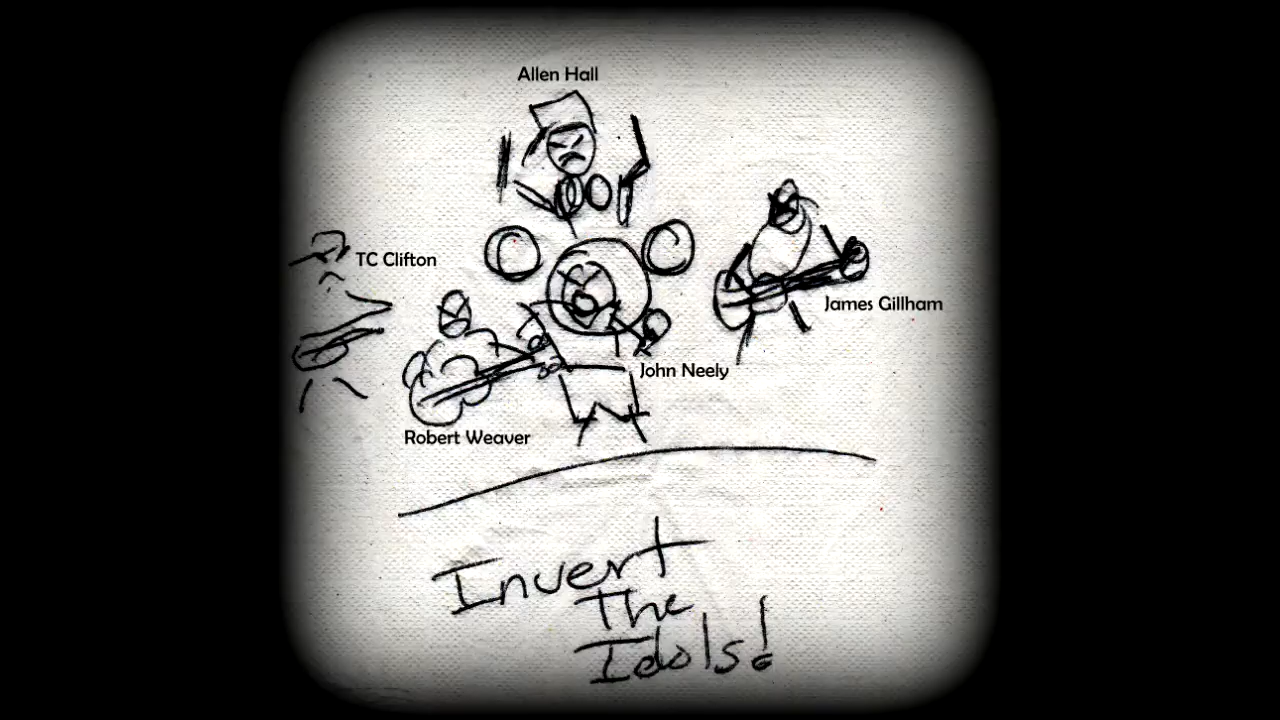 Allen Hall
TC Clifton
James Gillham
John Neely
Robert Weaver
Invert
The
Idols!